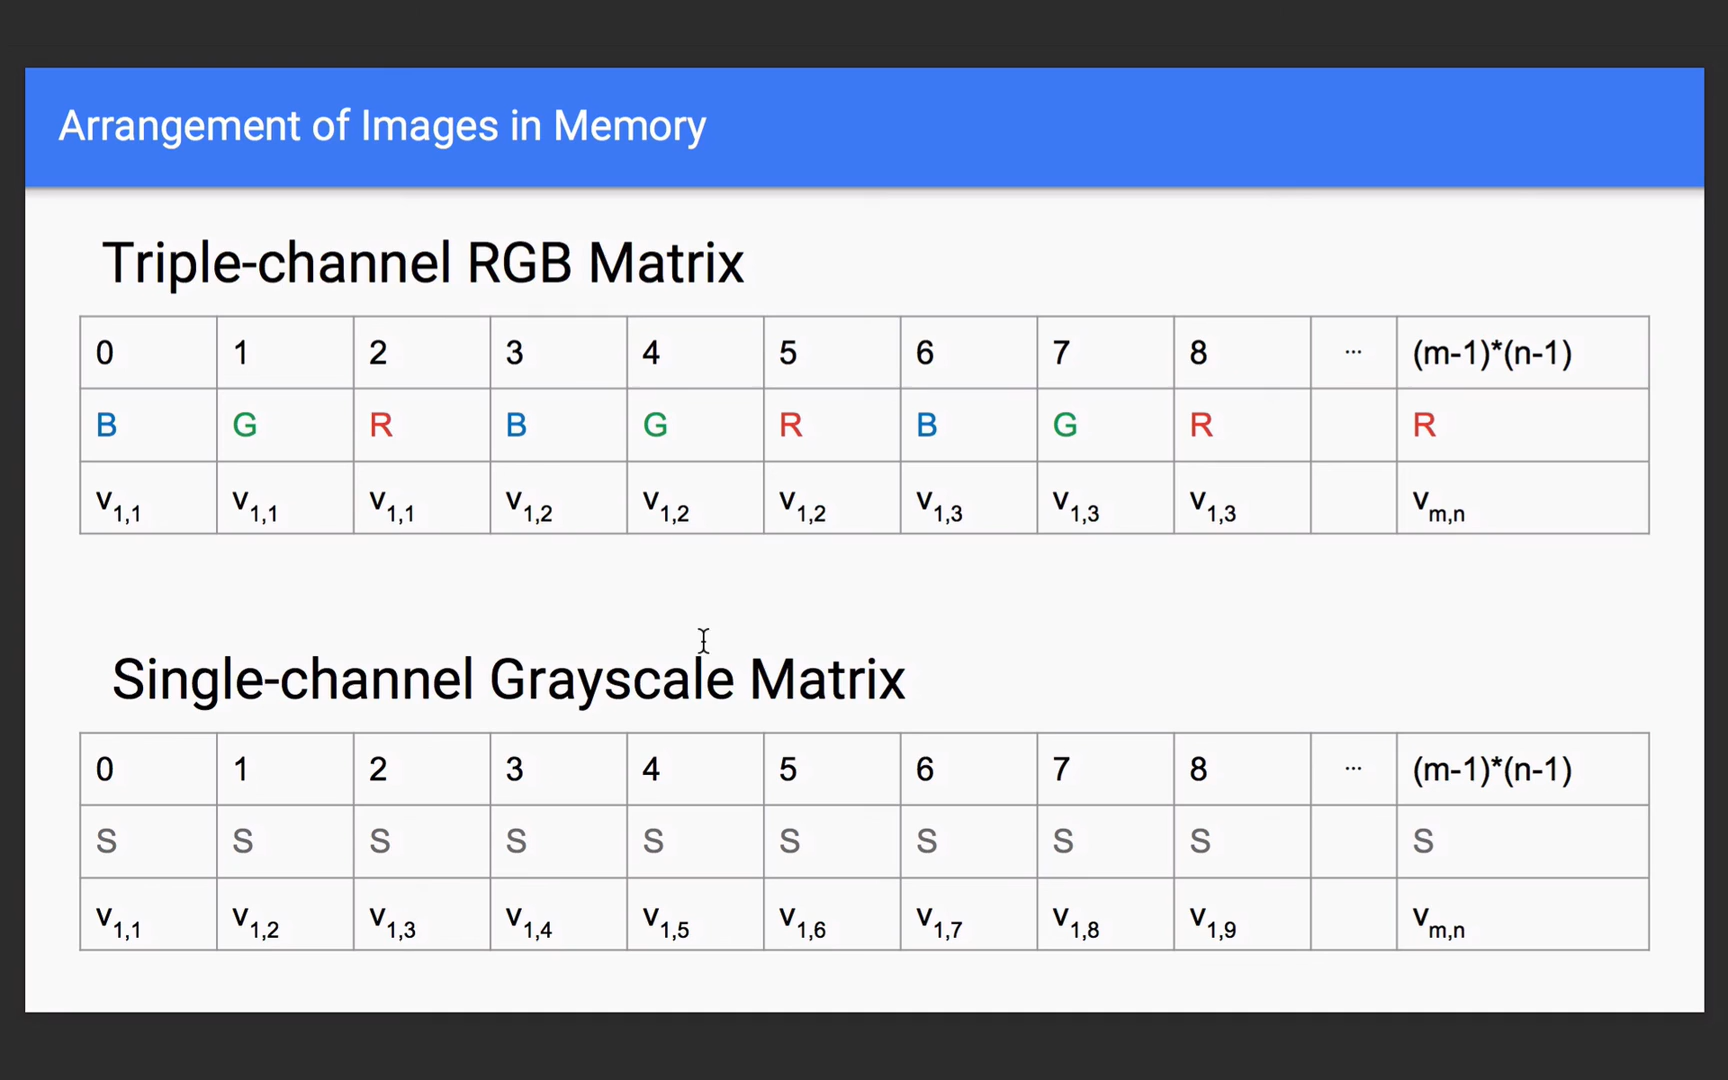 Arrangement of Images in Memory
Triple-channel RGB Matrix
0 1 2 3 4 5 6 7 8 ... (m-1)*(n-1)
B G R B G R B G R R
v1,1 v1,1 v1,1 v1,2 v1,2 v1,2 v1,3 v1,3 v1,3 vm,n
Single-channel Grayscale Matrix
0 1 2 3 4 5 6 7 8 ... (m-1)*(n-1)
S S S S S S S S S S
v1,1 v1,2 v1,3 v1,4 v1,5 v1,6 v1,7 v1,8 v1,9 vm,n